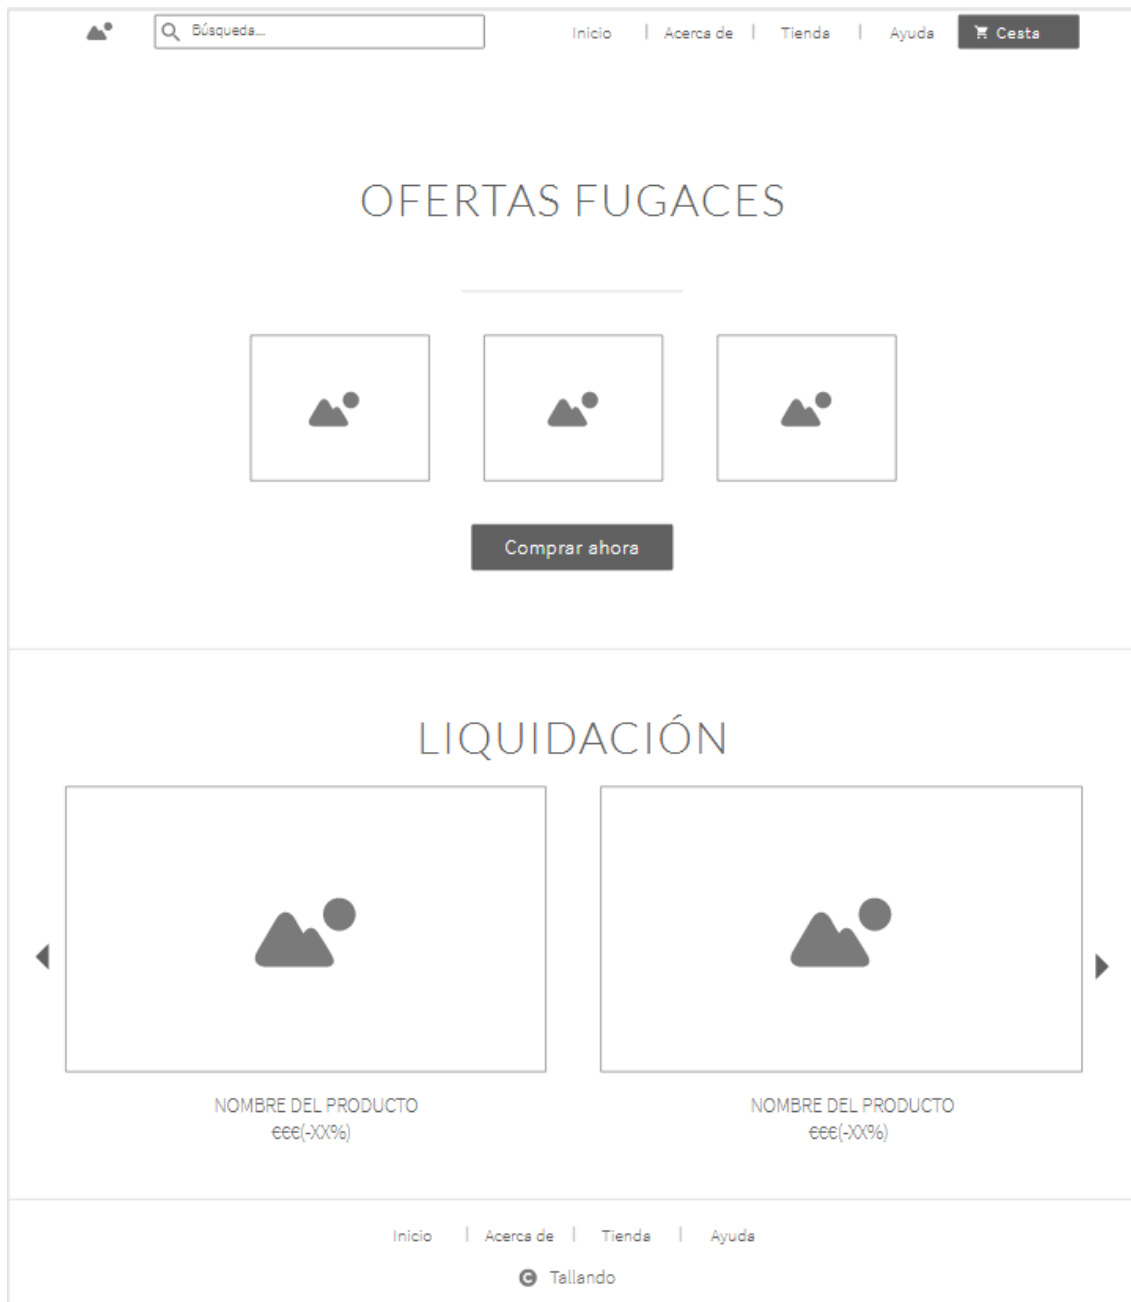 Búsqueda...
Inicio | Acerca de | Tienda | Ayuda
Cesta
OFERTAS FUGACES
Comprar ahora
LIQUIDACIÓN
NOMBRE DEL PRODUCTO
€€€(-XX%)
NOMBRE DEL PRODUCTO
€€€(-XX%)
Inicio | Acerca de | Tienda | Ayuda
© Tallando